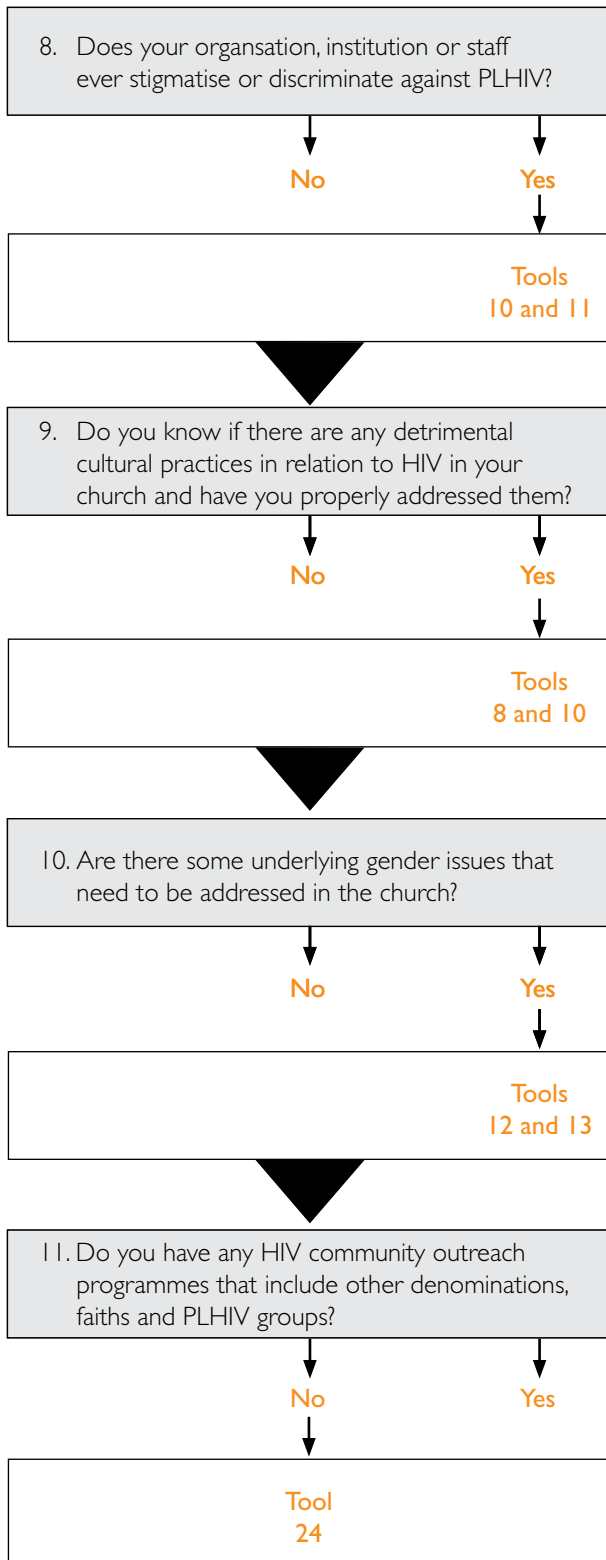 8. Does your organsation, institution or staff
ever stigmatise or discriminate against PLHIV?
No Yes
Tools
10 and 11
9. Do you know if there are any detrimental
cultural practices in relation to HIV in your
church and have you properly addressed them?
No Yes
Tools
8 and 10
10. Are there some underlying gender issues that
need to be addressed in the church?
No Yes
Tools
12 and 13
11. Do you have any HIV community outreach
programmes that include other denominations,
faiths and PLHIV groups?
No Yes
Tool
24